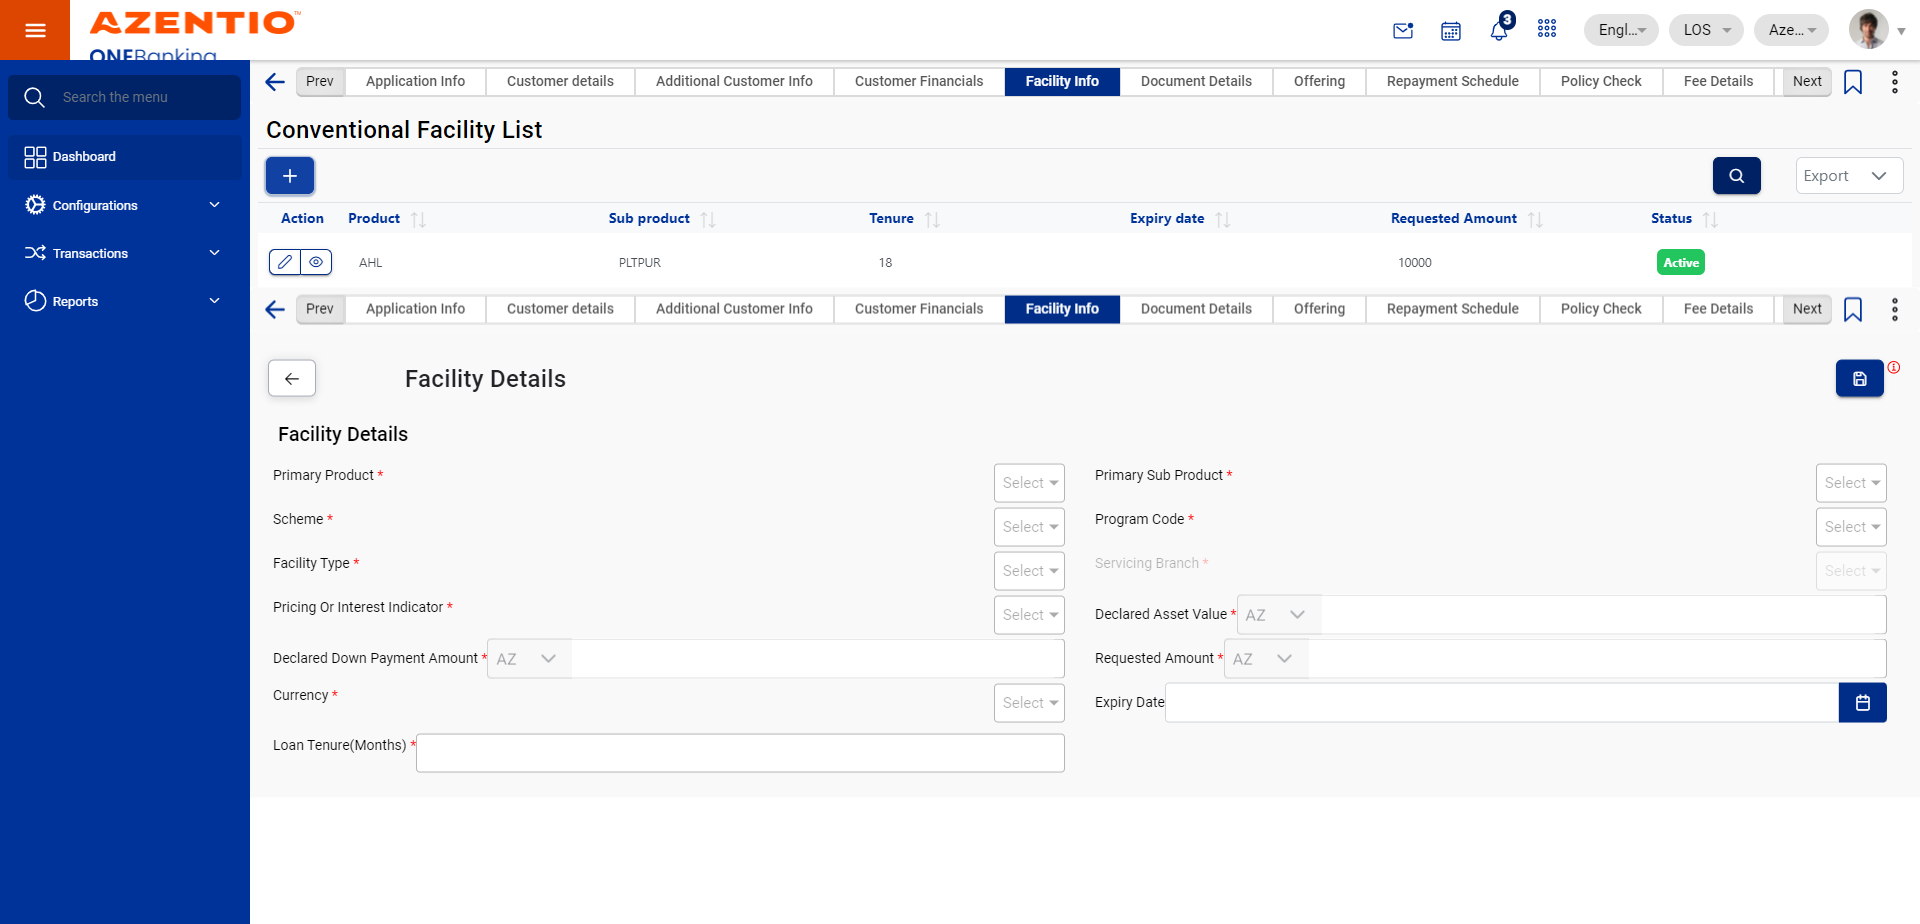 AZENTIO™
ONEBanking
3
Engl...
LOS
Aze...
Search the menu
Dashboard
Configurations
Transactions
Reports
Prev
Application Info
Customer details
Additional Customer Info
Customer Financials
Facility Info
Document Details
Offering
Repayment Schedule
Policy Check
Fee Details
Next
Conventional Facility List
Export
Action
Product
Sub product
Tenure
Expiry date
Requested Amount
Status
AHL
PLTPUR
18
10000
Active
Prev
Application Info
Customer details
Additional Customer Info
Customer Financials
Facility Info
Document Details
Offering
Repayment Schedule
Policy Check
Fee Details
Next
Facility Details
Facility Details
Primary Product *
Select
Primary Sub Product *
Select
Scheme *
Select
Program Code *
Select
Facility Type *
Select
Servicing Branch *
Select
Pricing Or Interest Indicator *
Select
Declared Asset Value *
AZ
Declared Down Payment Amount *
AZ
Requested Amount *
AZ
Currency *
Select
Expiry Date
Loan Tenure(Months) *